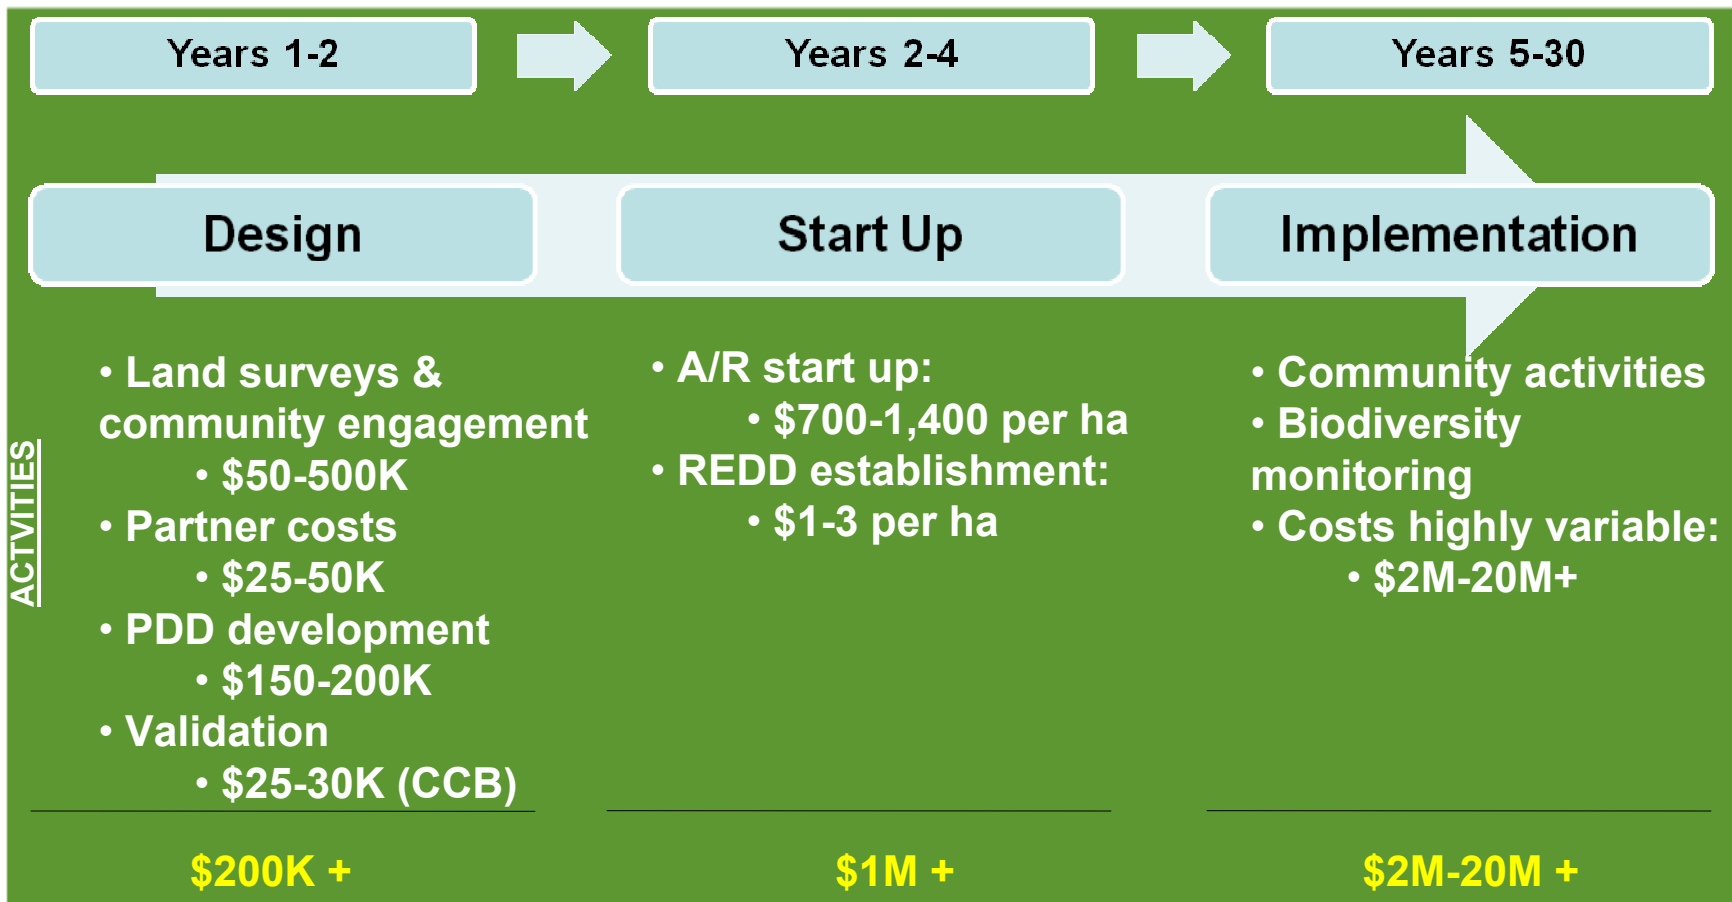 Years 1-2
Years 2-4
Years 5-30
Design
Start Up
Implementation
ACTVITIES
• Land surveys &
community engagement
• $50-500K
• Partner costs
• $25-50K
• PDD development
• $150-200K
• Validation
• $25-30K (CCB)
$200K +
• A/R start up:
• $700-1,400 per ha
• REDD establishment:
• $1-3 per ha
$1M +
• Community activities
• Biodiversity
monitoring
• Costs highly variable:
• $2M-20M+
$2M-20M +